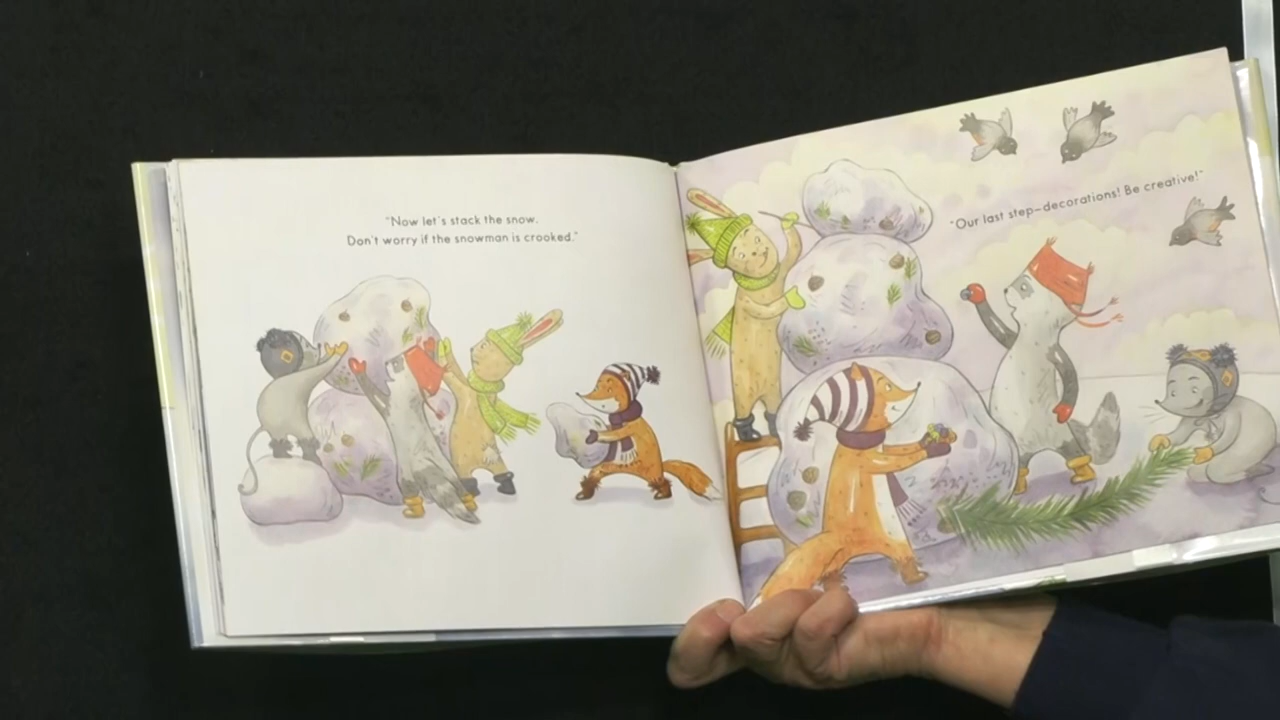 "Now let's stack the snow.
Don't worry if the snowman is crooked."
"Our last step—decorations! Be creative!"